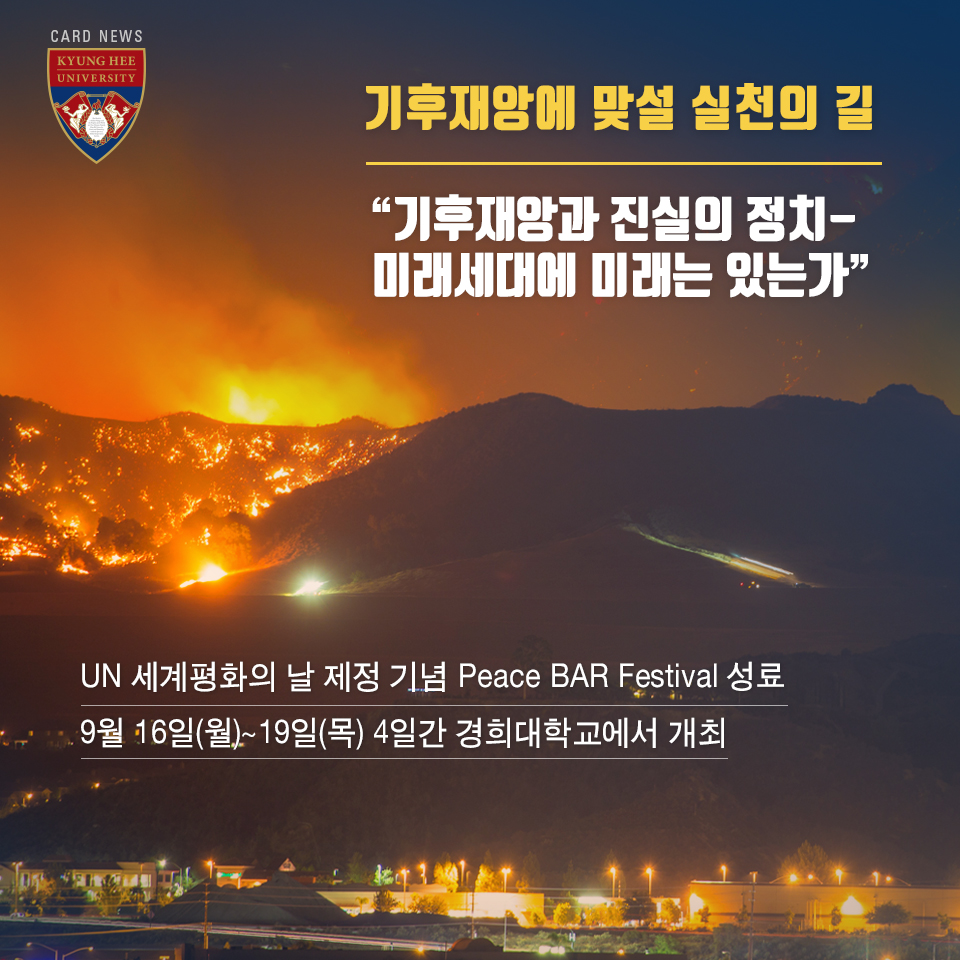 CARD NEWS
KYUNG HEE
UNIVERSITY
기후재앙에 맞설 실천의 길
“기후재앙과 진실의 정치–
미래세대에 미래는 있는가”
UN 세계평화의 날 제정 기념 Peace BAR Festival 성료
9월 16일(월)~19일(목) 4일간 경희대학교에서 개최